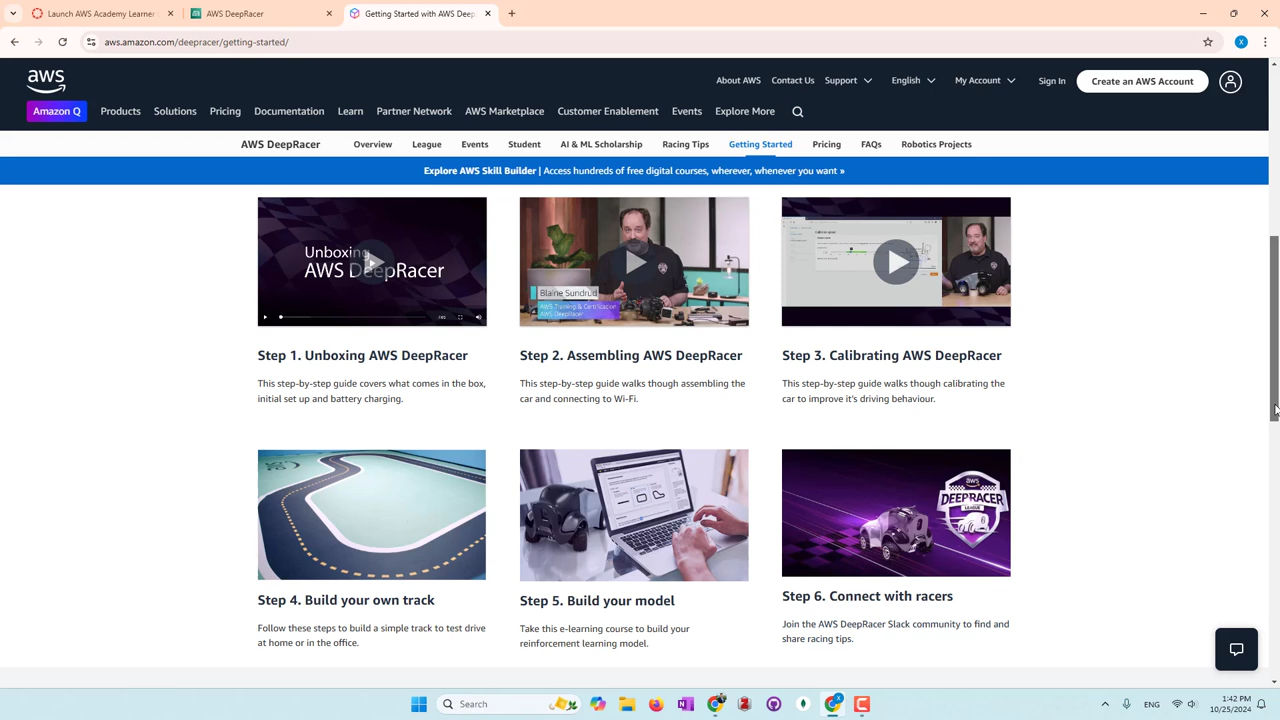 Launch AWS Academy Learner
AWS DeepRacer
Getting Started with AWS Deep
aws.amazon.com/deepracer/getting-started/
X
aws
About AWS Contact Us Support English My Account Sign In Create an AWS Account
Amazon Q Products Solutions Pricing Documentation Learn Partner Network AWS Marketplace Customer Enablement Events Explore More
AWS DeepRacer Overview League Events Student AI & ML Scholarship Racing Tips Getting Started Pricing FAQs Robotics Projects
Explore AWS Skill Builder | Access hundreds of free digital courses, wherever, whenever you want »
Unboxing
AWS DeepRacer
Blaine Sundrud
AWS Training & Certification
AWS DeepRacer
Step 1. Unboxing AWS DeepRacer
This step-by-step guide covers what comes in the box,
initial set up and battery charging.
Step 2. Assembling AWS DeepRacer
This step-by-step guide walks though assembling the
car and connecting to Wi-Fi.
Step 3. Calibrating AWS DeepRacer
This step-by-step guide walks though calibrating the
car to improve it's driving behaviour.
aws
DEEPRACER
LEAGUE
Step 4. Build your own track
Follow these steps to build a simple track to test drive
at home or in the office.
Step 5. Build your model
Take this e-learning course to build your
reinforcement learning model.
Step 6. Connect with racers
Join the AWS DeepRacer Slack community to find and
share racing tips.
Search
ENG
1:42 PM
10/25/2024